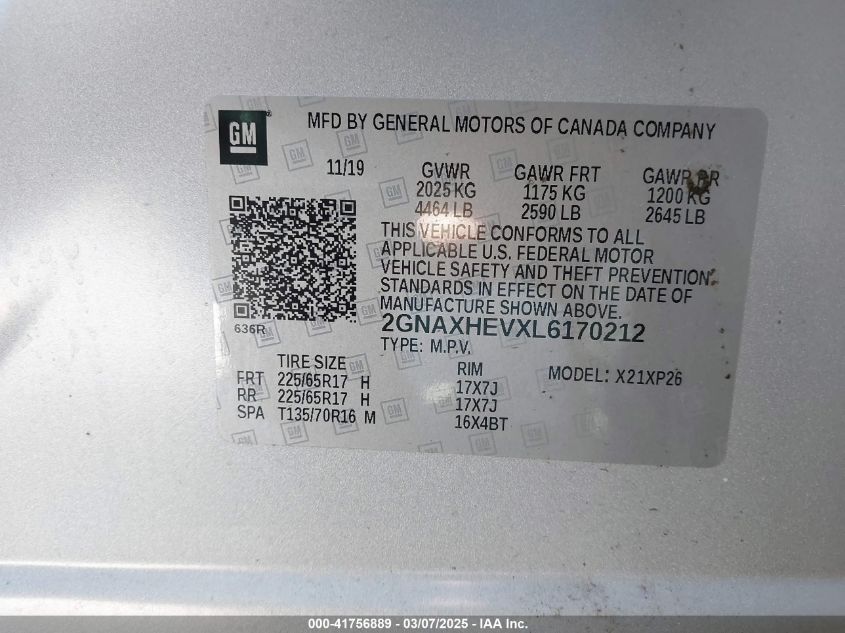 GM
MFD BY GENERAL MOTORS OF CANADA COMPANY
11/19 GVWR GAWR FRT GAWR RR
2025 KG 1175 KG 1200 KG
4464 LB 2590 LB 2645 LB
THIS VEHICLE CONFORMS TO ALL
APPLICABLE U.S. FEDERAL MOTOR
VEHICLE SAFETY AND THEFT PREVENTION
STANDARDS IN EFFECT ON THE DATE OF
MANUFACTURE SHOWN ABOVE.
636R 2GNAXHEVXL6170212
TYPE: M.P.V.
TIRE SIZE RIM MODEL: X21XP26
FRT 225/65R17 H 17X7J
RR 225/65R17 H 17X7J
SPA T135/70R16 M 16X4BT
000-41756889 — 03/07/2025 — IAA Inc.